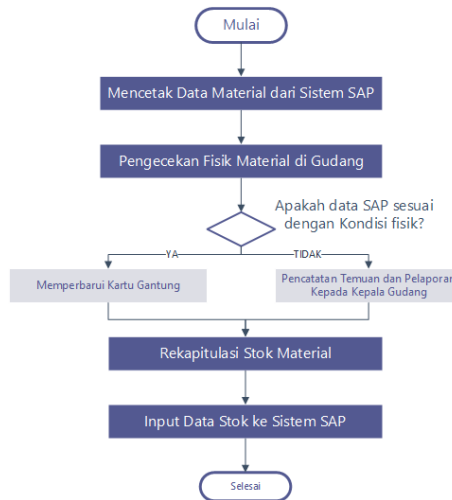 Mulai
Mencetak Data Material dari Sistem SAP
Pengecekan Fisik Material di Gudang
Apakah data SAP sesuai
dengan Kondisi fisik?
YA
TIDAK
Memperbarui Kartu Gantung
Pencatatan Temuan dan Pelaporan
Kepada Kepala Gudang
Rekapitulasi Stok Material
Input Data Stok ke Sistem SAP
Selesai